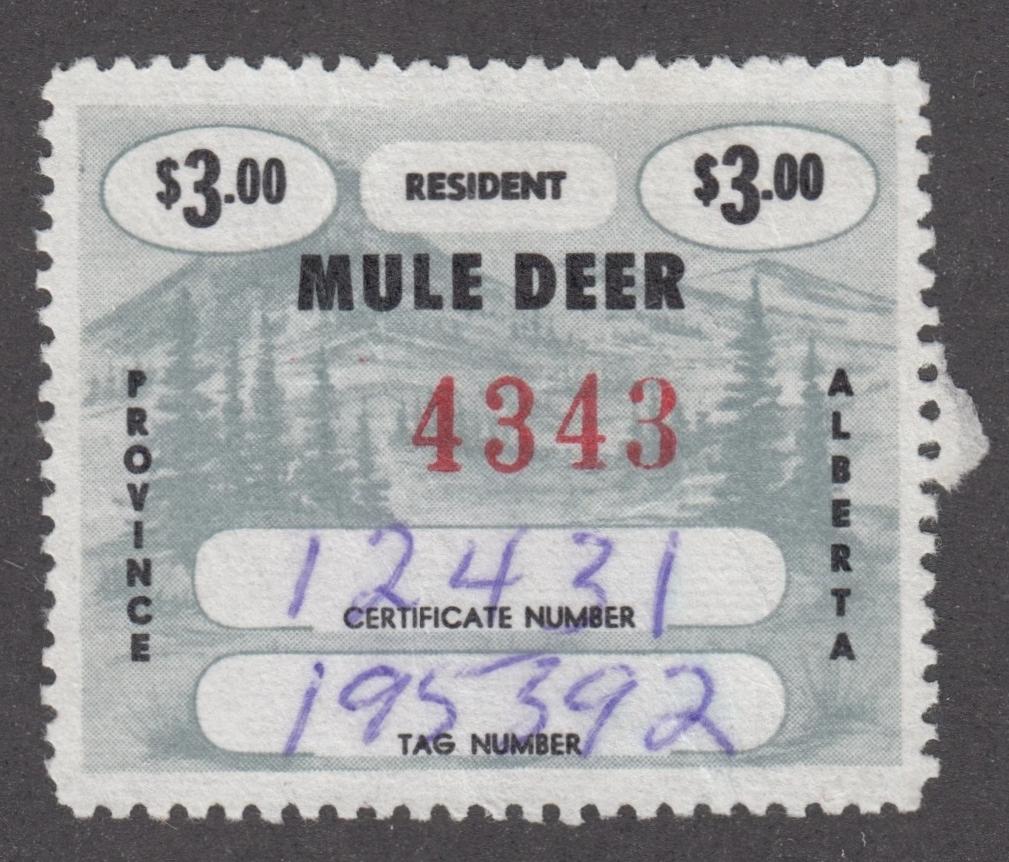 $3.00 RESIDENT $3.00
MULE DEER
PROVINCE
4343
ALBERTA
12431
CERTIFICATE NUMBER
195392
TAG NUMBER